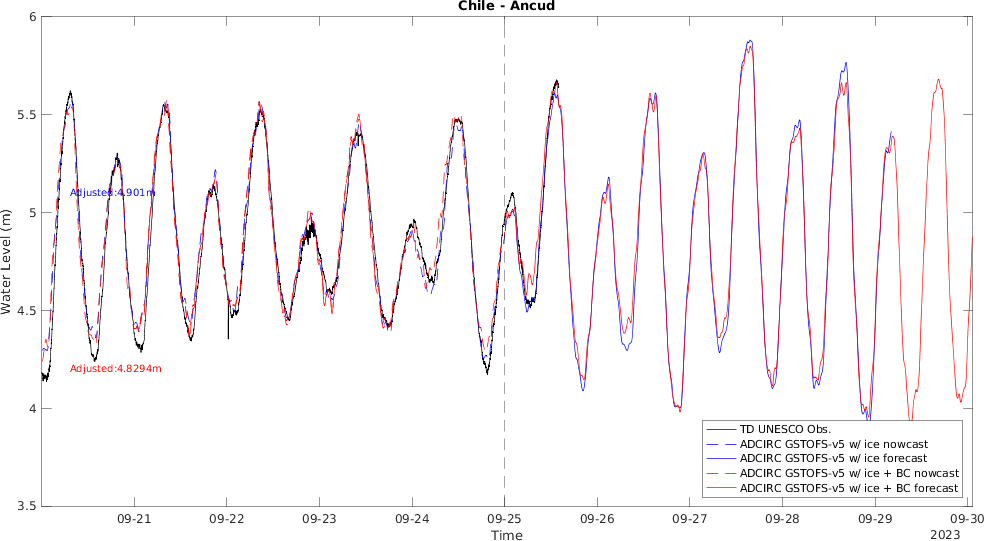 Chile - Ancud
6
5.5
5
4.5
4
3.5
Water Level (m)
Adjusted:4.901m
Adjusted:4.8294m
TD UNESCO Obs.
ADCIRC GSTOFS-v5 w/ ice nowcast
ADCIRC GSTOFS-v5 w/ ice forecast
ADCIRC GSTOFS-v5 w/ ice + BC nowcast
ADCIRC GSTOFS-v5 w/ ice + BC forecast
09-21 09-22 09-23 09-24 09-25 09-26 09-27 09-28 09-29 09-30
Time
2023